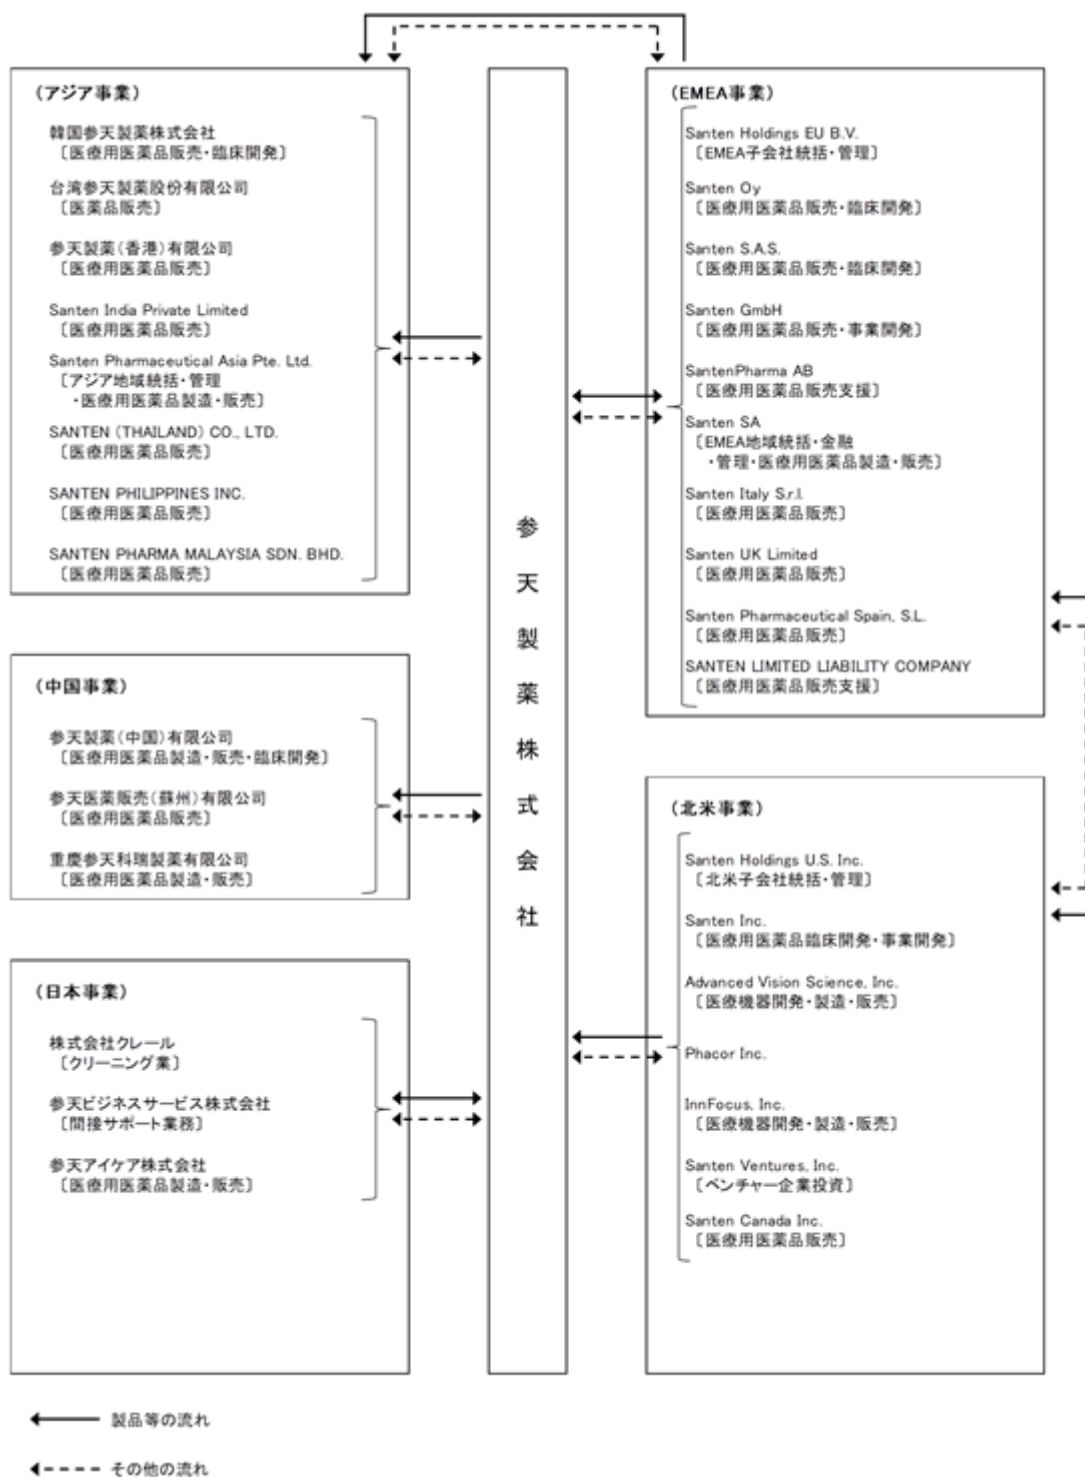 (アジア事業)
韓国参天製薬株式会社
〔医療用医薬品販売・臨床開発〕
台湾参天製薬股份有限公司
〔医薬品販売〕
参天製薬(香港)有限公司
〔医療用医薬品販売〕
Santen India Private Limited
〔医療用医薬品販売〕
Santen Pharmaceutical Asia Pte. Ltd.
〔アジア地域統括・管理
・医療用医薬品製造・販売〕
SANTEN (THAILAND) CO., LTD.
〔医療用医薬品販売〕
SANTEN PHILIPPINES INC.
〔医療用医薬品販売〕
SANTEN PHARMA MALAYSIA SDN. BHD.
〔医療用医薬品販売〕
(中国事業)
参天製薬(中国)有限公司
〔医療用医薬品製造・販売・臨床開発〕
参天医薬販売(蘇州)有限公司
〔医療用医薬品販売〕
重慶参天科瑞製薬有限公司
〔医療用医薬品製造・販売〕
(日本事業)
株式会社クレール
〔クリーニング業〕
参天ビジネスサービス株式会社
〔間接サポート業務〕
参天アイケア株式会社
〔医療用医薬品製造・販売〕
参天製薬株式会社
(EMEA事業)
Santen Holdings EU B.V.
〔EMEA子会社統括・管理〕
Santen Oy
〔医療用医薬品販売・臨床開発〕
Santen S.A.S.
〔医療用医薬品販売・臨床開発〕
Santen GmbH
〔医療用医薬品販売・事業開発〕
SantenPharma AB
〔医療用医薬品販売支援〕
Santen SA
〔EMEA地域統括・金融
・管理・医療用医薬品製造・販売〕
Santen Italy S.r.l.
〔医療用医薬品販売〕
Santen UK Limited
〔医療用医薬品販売〕
Santen Pharmaceutical Spain, S.L.
〔医療用医薬品販売〕
SANTEN LIMITED LIABILITY COMPANY
〔医療用医薬品販売支援〕
(北米事業)
Santen Holdings U.S. Inc.
〔北米子会社統括・管理〕
Santen Inc.
〔医療用医薬品臨床開発・事業開発〕
Advanced Vision Science, Inc.
〔医療機器開発・製造・販売〕
Phacor Inc.
InnFocus, Inc.
〔医療機器開発・製造・販売〕
Santen Ventures, Inc.
〔ベンチャー企業投資〕
Santen Canada Inc.
〔医療用医薬品販売〕
製品等の流れ
その他の流れ